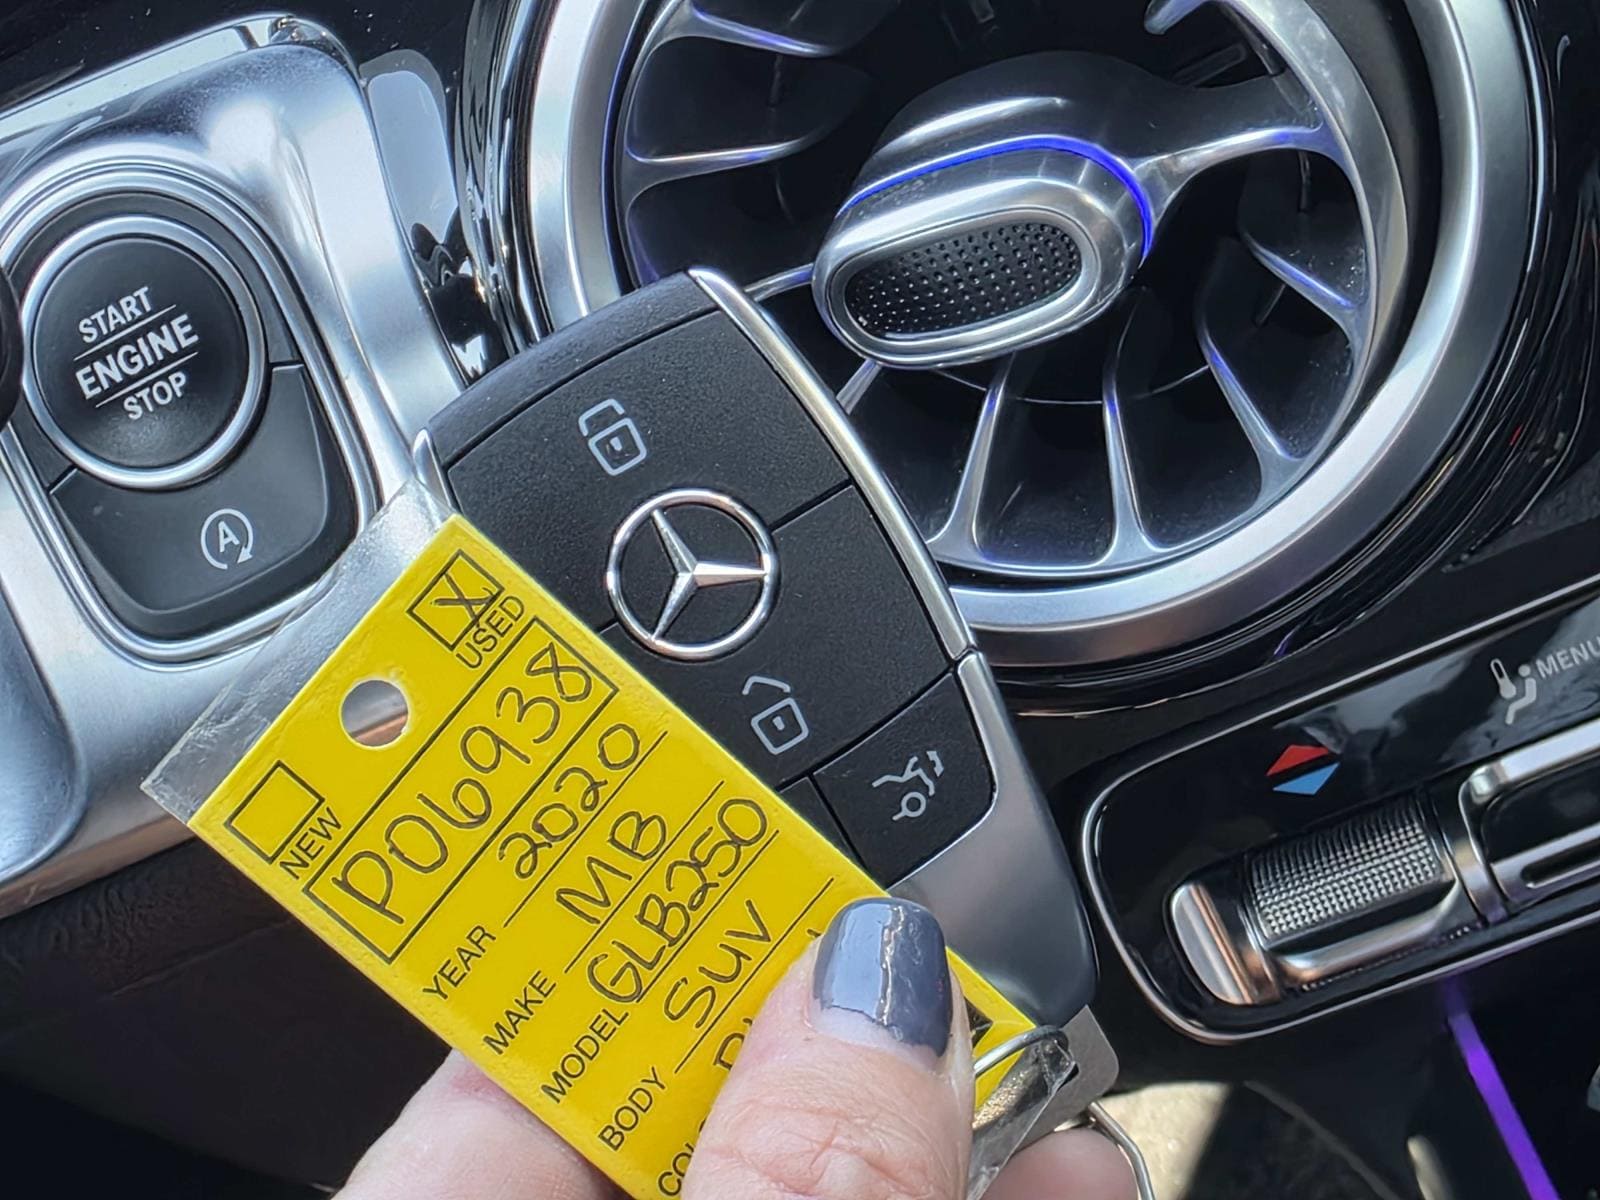 START
ENGINE
STOP
A
MENU
X
USED
NEW
P06938
YEAR 2020
MAKE MB
MODEL GLB250
BODY SUV